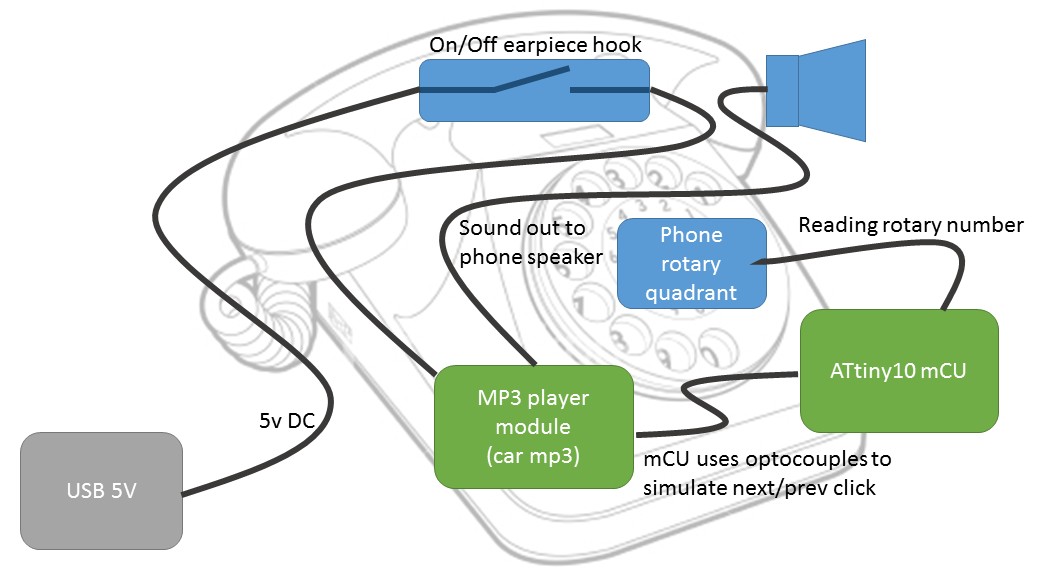 On/Off earpiece hook
Sound out to
phone speaker
Phone
rotary
quadrant
Reading rotary number
ATtiny10 mCU
MP3 player
module
(car mp3)
5v DC
USB 5V
mCU uses optocouples to
simulate next/prev click